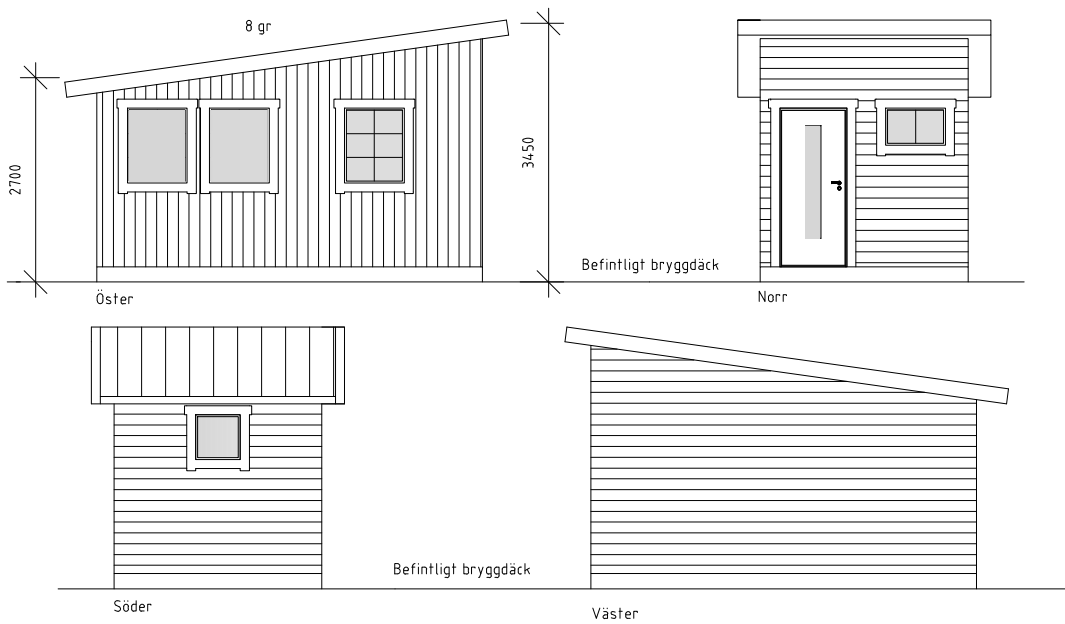 8 gr
2700
3450
Befintligt bryggdäck
Öster
Norr
Befintligt bryggdäck
Söder
Väster